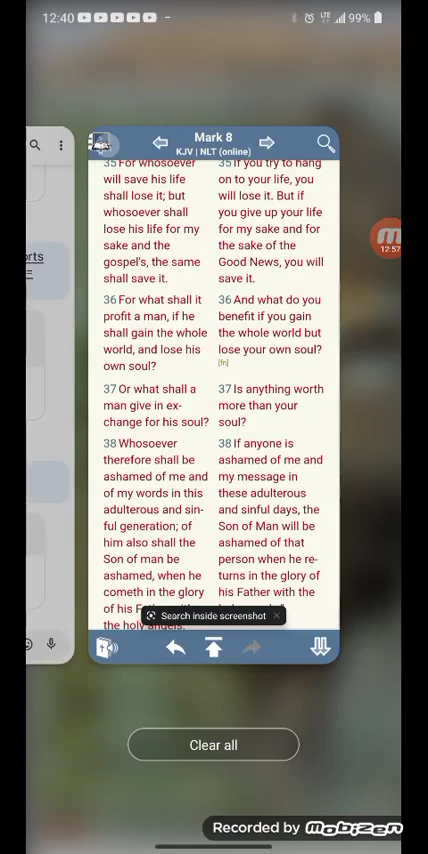 12:40
LTE
99%
Mark 8
KJV | NLT (online)
35 For whosoever
will save his life
shall lose it; but
whosoever shall
lose his life for my
sake and the
gospel's, the same
shall save it.
36 For what shall it
profit a man, if he
shall gain the whole
world, and lose his
own soul?
37 Or what shall a
man give in ex-
change for his soul?
38 Whosoever
therefore shall be
ashamed of me and
of my words in this
adulterous and sin-
ful generation; of
him also shall the
Son of man be
ashamed, when he
cometh in the glory
of his
the holy angels.
35 If you try to hang
on to your life, you
will lose it. But if
you give up your life
for my sake and for
the sake of the
Good News, you will
save it.
36 And what do you
benefit if you gain
the whole world but
lose your own soul?
[fn]
37 Is anything worth
more than your
soul?
38 If anyone is
ashamed of me and
my message in
these adulterous
and sinful days, the
Son of Man will be
ashamed of that
person when he re-
turns in the glory of
his Father with the
orts
12:57
Search inside screenshot
Clear all
Recorded by mobizen